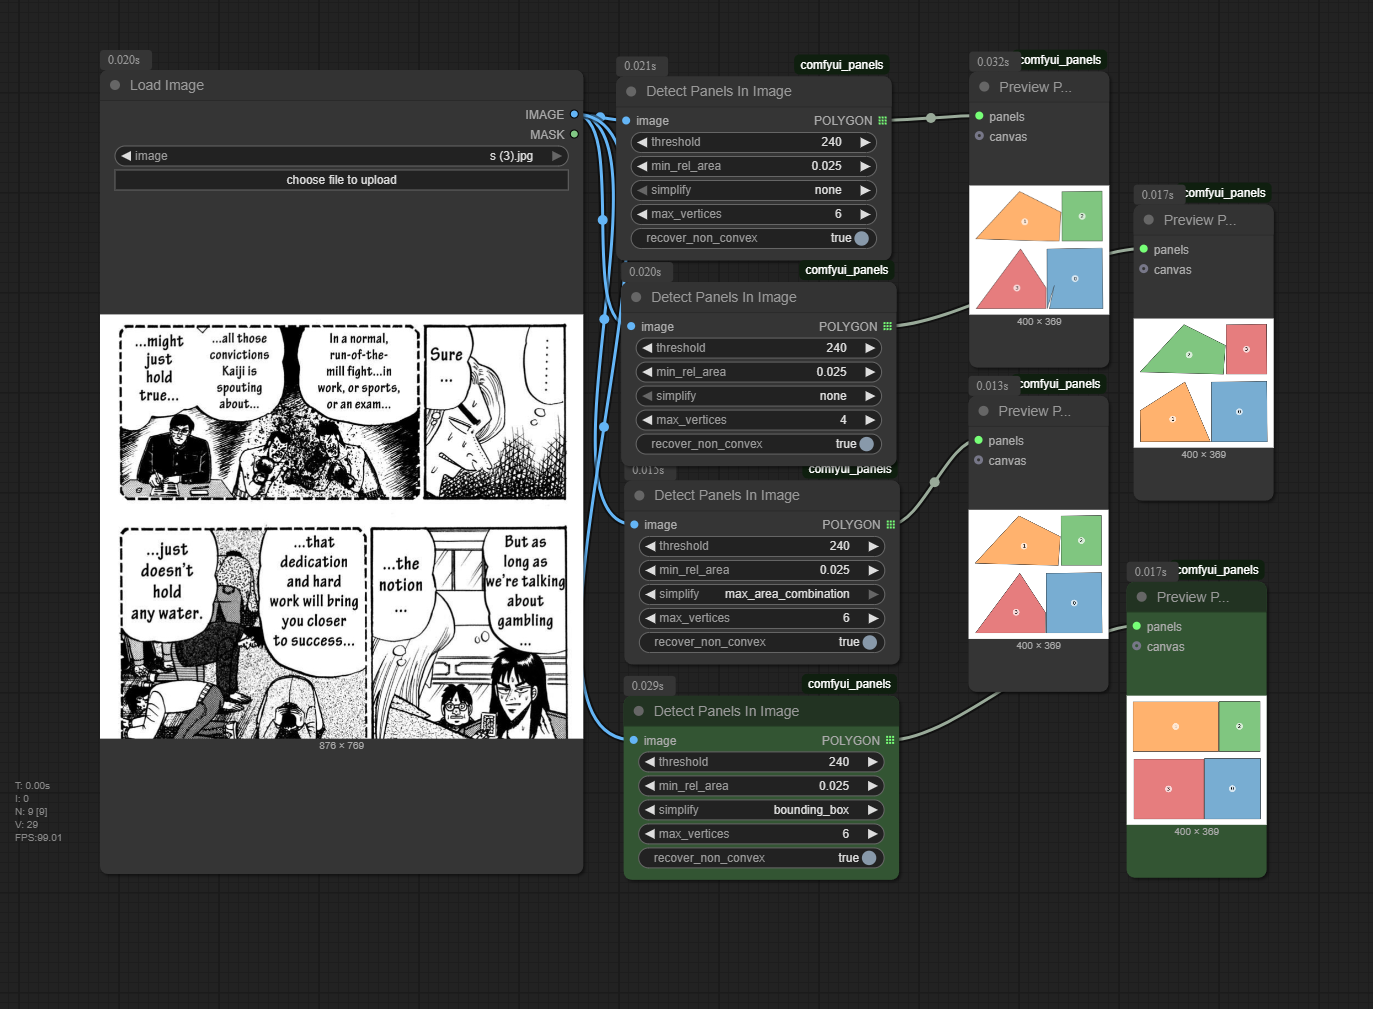 0.020s
Load Image
IMAGE
MASK
image s (3).jpg
choose file to upload
...might
just
hold
true...
...all those
convictions
Kaiji is
spouting
about...
In a normal,
run-of-the-
mill fight...in
work, or sports,
or an exam...
Sure
...
...just
doesn't
hold
any water.
...that
dedication
and hard
work will bring
you closer
to success...
...the
notion
...
But as
long as
we're talking
about
gambling
...
876 × 769
T: 0.00s
I: 0
N: 9 [9]
V: 29
FPS:99.01
0.021s
comfyui_panels
Detect Panels In Image
image POLYGON
threshold 240
min_rel_area 0.025
simplify none
max_vertices 6
recover_non_convex true
0.020s
comfyui_panels
Detect Panels In Image
image POLYGON
threshold 240
min_rel_area 0.025
simplify none
max_vertices 4
recover_non_convex true
comfyui_panels
Detect Panels In Image
image POLYGON
threshold 240
min_rel_area 0.025
simplify max_area_combination
max_vertices 6
recover_non_convex true
0.029s
comfyui_panels
Detect Panels In Image
image POLYGON
threshold 240
min_rel_area 0.025
simplify bounding_box
max_vertices 6
recover_non_convex true
0.032s
comfyui_panels
Preview P...
panels
canvas
400 × 369
0.017s
comfyui_panels
Preview P...
panels
canvas
400 × 369
0.013s
comfyui_panels
Preview P...
panels
canvas
400 × 369
0.017s
comfyui_panels
Preview P...
panels
canvas
400 × 369